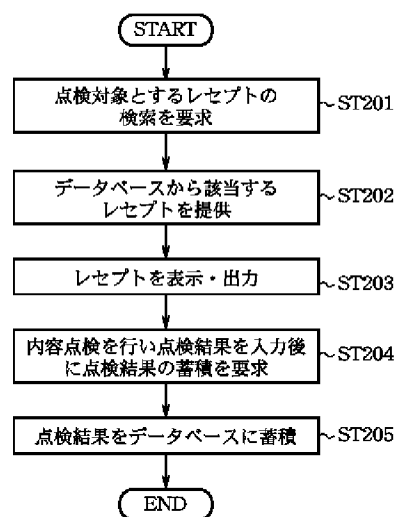 START
点検対象とするレセプトの
検索を要求
~ST201
データベースから該当する
レセプトを提供
~ST202
レセプトを表示・出力
~ST203
内容点検を行い点検結果を入力後
に点検結果の蓄積を要求
~ST204
点検結果をデータベースに蓄積
~ST205
END